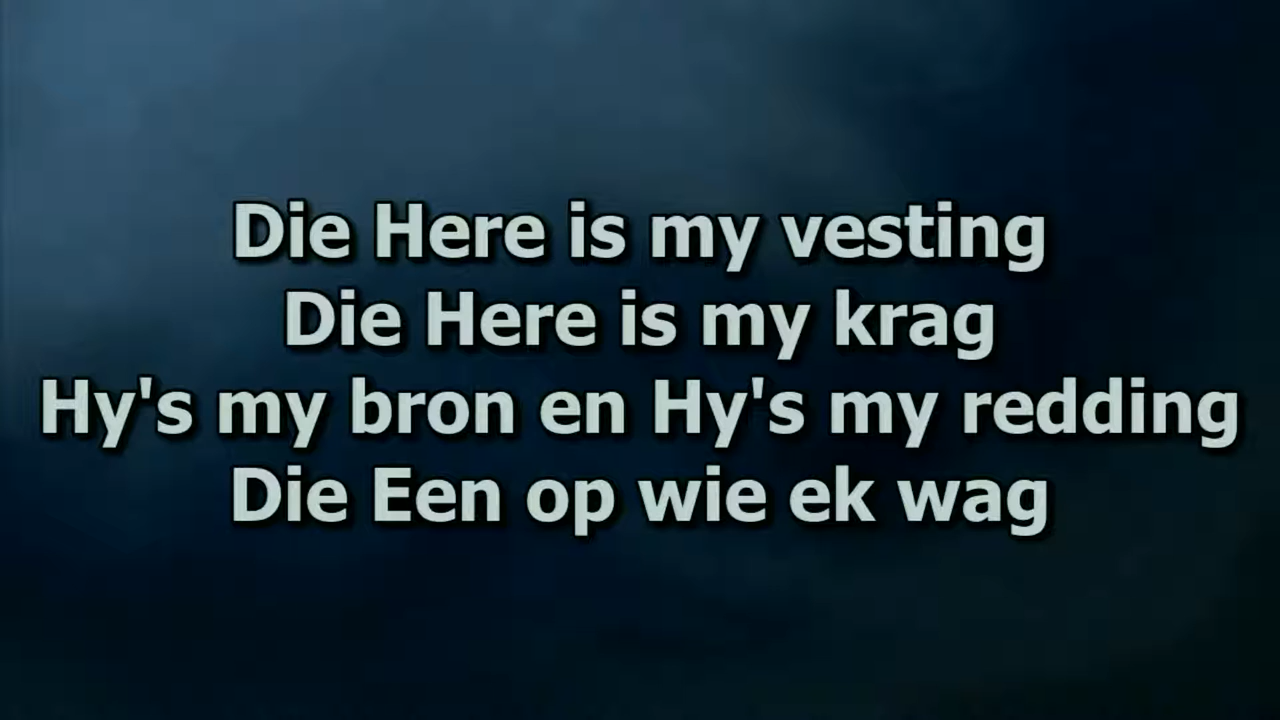 Die Here is my vesting
Die Here is my krag
Hy's my bron en Hy's my redding
Die Een op wie ek wag